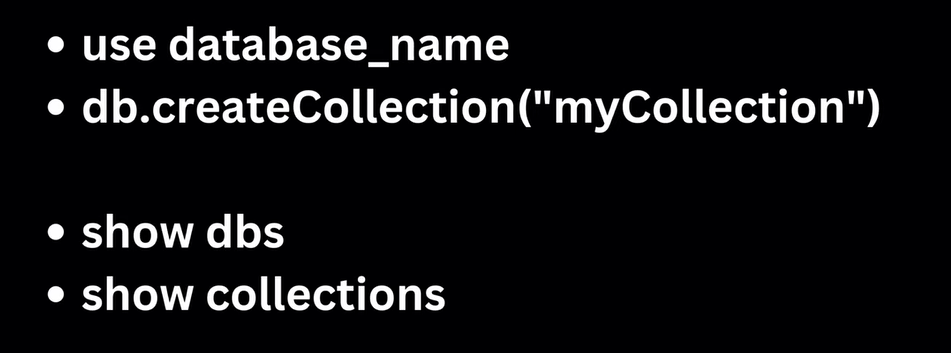 • use database_name
• db.createCollection("myCollection")
• show dbs
• show collections